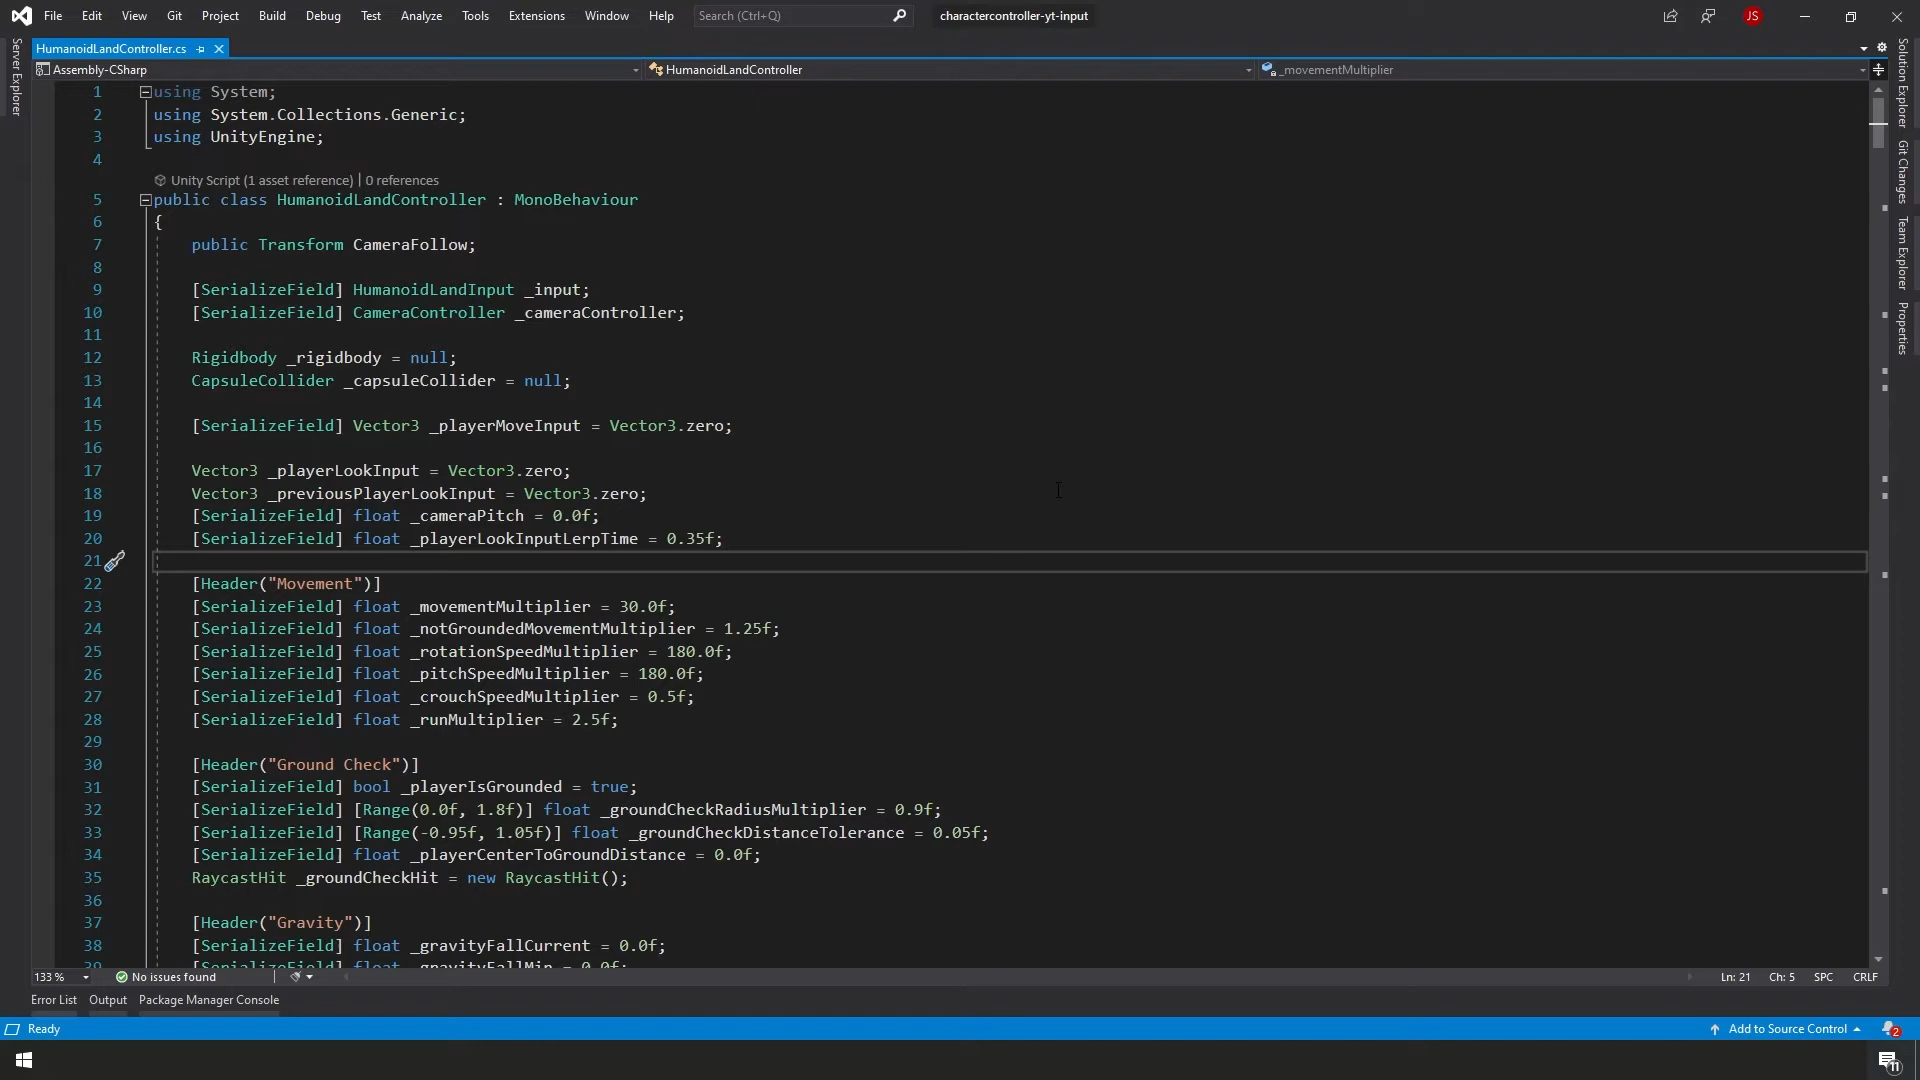 File Edit View Git Project Build Debug Test Analyze Tools Extensions Window Help Search (Ctrl+Q) charactercontroller-yt-input JS
HumanoidLandController.cs
Assembly-CSharp HumanoidLandController _movementMultiplier
Server Explorer
Solution Explorer
Git Changes
Team Explorer
Properties
1 using System;
2 using System.Collections.Generic;
3 using UnityEngine;
4
Unity Script (1 asset reference) | 0 references
5 public class HumanoidLandController : MonoBehaviour
6 {
7 public Transform CameraFollow;
8
9 [SerializeField] HumanoidLandInput _input;
10 [SerializeField] CameraController _cameraController;
11
12 Rigidbody _rigidbody = null;
13 CapsuleCollider _capsuleCollider = null;
14
15 [SerializeField] Vector3 _playerMoveInput = Vector3.zero;
16
17 Vector3 _playerLookInput = Vector3.zero;
18 Vector3 _previousPlayerLookInput = Vector3.zero;
19 [SerializeField] float _cameraPitch = 0.0f;
20 [SerializeField] float _playerLookInputLerpTime = 0.35f;
21
22 [Header("Movement")]
23 [SerializeField] float _movementMultiplier = 30.0f;
24 [SerializeField] float _notGroundedMovementMultiplier = 1.25f;
25 [SerializeField] float _rotationSpeedMultiplier = 180.0f;
26 [SerializeField] float _pitchSpeedMultiplier = 180.0f;
27 [SerializeField] float _crouchSpeedMultiplier = 0.5f;
28 [SerializeField] float _runMultiplier = 2.5f;
29
30 [Header("Ground Check")]
31 [SerializeField] bool _playerIsGrounded = true;
32 [SerializeField] [Range(0.0f, 1.8f)] float _groundCheckRadiusMultiplier = 0.9f;
33 [SerializeField] [Range(-0.95f, 1.05f)] float _groundCheckDistanceTolerance = 0.05f;
34 [SerializeField] float _playerCenterToGroundDistance = 0.0f;
35 RaycastHit _groundCheckHit = new RaycastHit();
36
37 [Header("Gravity")]
38 [SerializeField] float _gravityFallCurrent = 0.0f;
39 [SerializeField] float _gravityFallMin = 0.0f;
133 % No issues found Ln: 21 Ch: 5 SPC CRLF
Error List Output Package Manager Console
Ready Add to Source Control 2
11